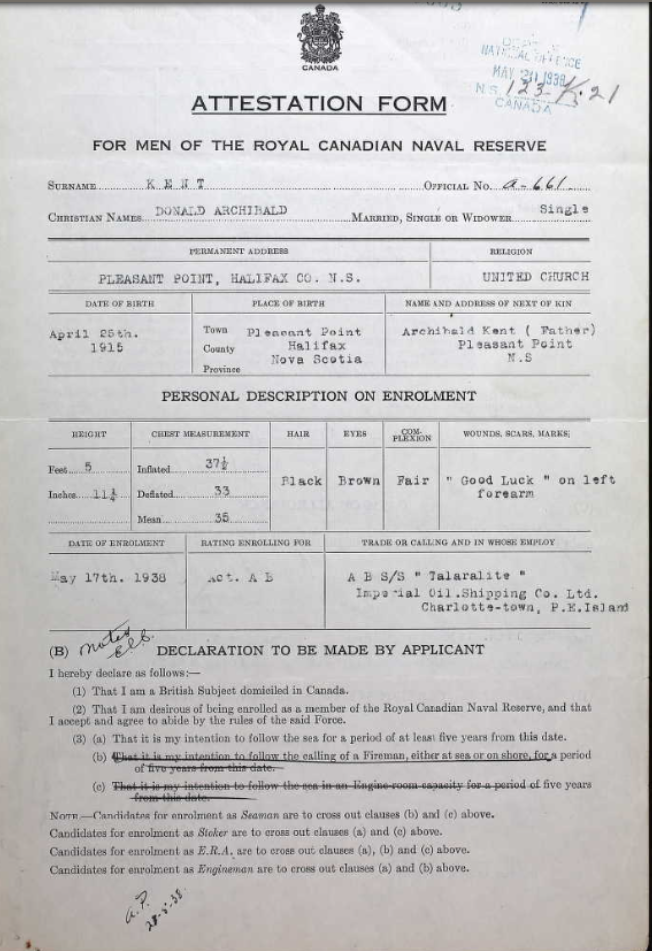 CANADA
DEPT. OF
NATIONAL DEFENCE
MAY 20 1938
N.S. 123-K-21
CANADA
ATTESTATION FORM
FOR MEN OF THE ROYAL CANADIAN NAVAL RESERVE
SURNAME KENT OFFICIAL NO. A-661
CHRISTIAN NAMES DONALD ARCHIBALD MARRIED, SINGLE OR WIDOWER Single
PERMANENT ADDRESS RELIGION
PLEASANT POINT, HALIFAX CO. N.S. UNITED CHURCH
DATE OF BIRTH PLACE OF BIRTH NAME AND ADDRESS OF NEXT OF KIN
April 25th. Town Pleasant Point Archibald Kent ( Father)
1915 County Halifax Pleasant Point
Province Nova Scotia N.S
PERSONAL DESCRIPTION ON ENROLMENT
HEIGHT CHEST MEASUREMENT HAIR EYES COM-PLEXION WOUNDS, SCARS, MARKS;
Feet 5 Inflated 37½
Inches 11¼ Deflated 33 Black Brown Fair " Good Luck " on left
forearm
Mean 35
DATE OF ENROLMENT RATING ENROLLING FOR TRADE OR CALLING AND IN WHOSE EMPLOY
May 17th. 1938 Act. A B A B S/S " Talaralite "
Imperial Oil.Shipping Co. Ltd.
Charlotte-town, P.E.Island
noted
(B) DECLARATION TO BE MADE BY APPLICANT
I hereby declare as follows:—
(1) That I am a British Subject domiciled in Canada.
(2) That I am desirous of being enrolled as a member of the Royal Canadian Naval Reserve, and that
I accept and agree to abide by the rules of the said Force.
(3) (a) That it is my intention to follow the sea for a period of at least five years from this date.
(b) That it is my intention to follow the calling of a Fireman, either at sea or on shore, for a period
of five years from this date.
(c) That it is my intention to follow the sea in an Engine-room capacity for a period of five years
from this date.
NOTE.—Candidates for enrolment as Seaman are to cross out clauses (b) and (c) above.
Candidates for enrolment as Stoker are to cross out clauses (a) and (c) above.
Candidates for enrolment as E.R.A. are to cross out clauses (a), (b) and (c) above.
Candidates for enrolment as Engineman are to cross out clauses (a) and (b) above.
A.P.
28-5-38.